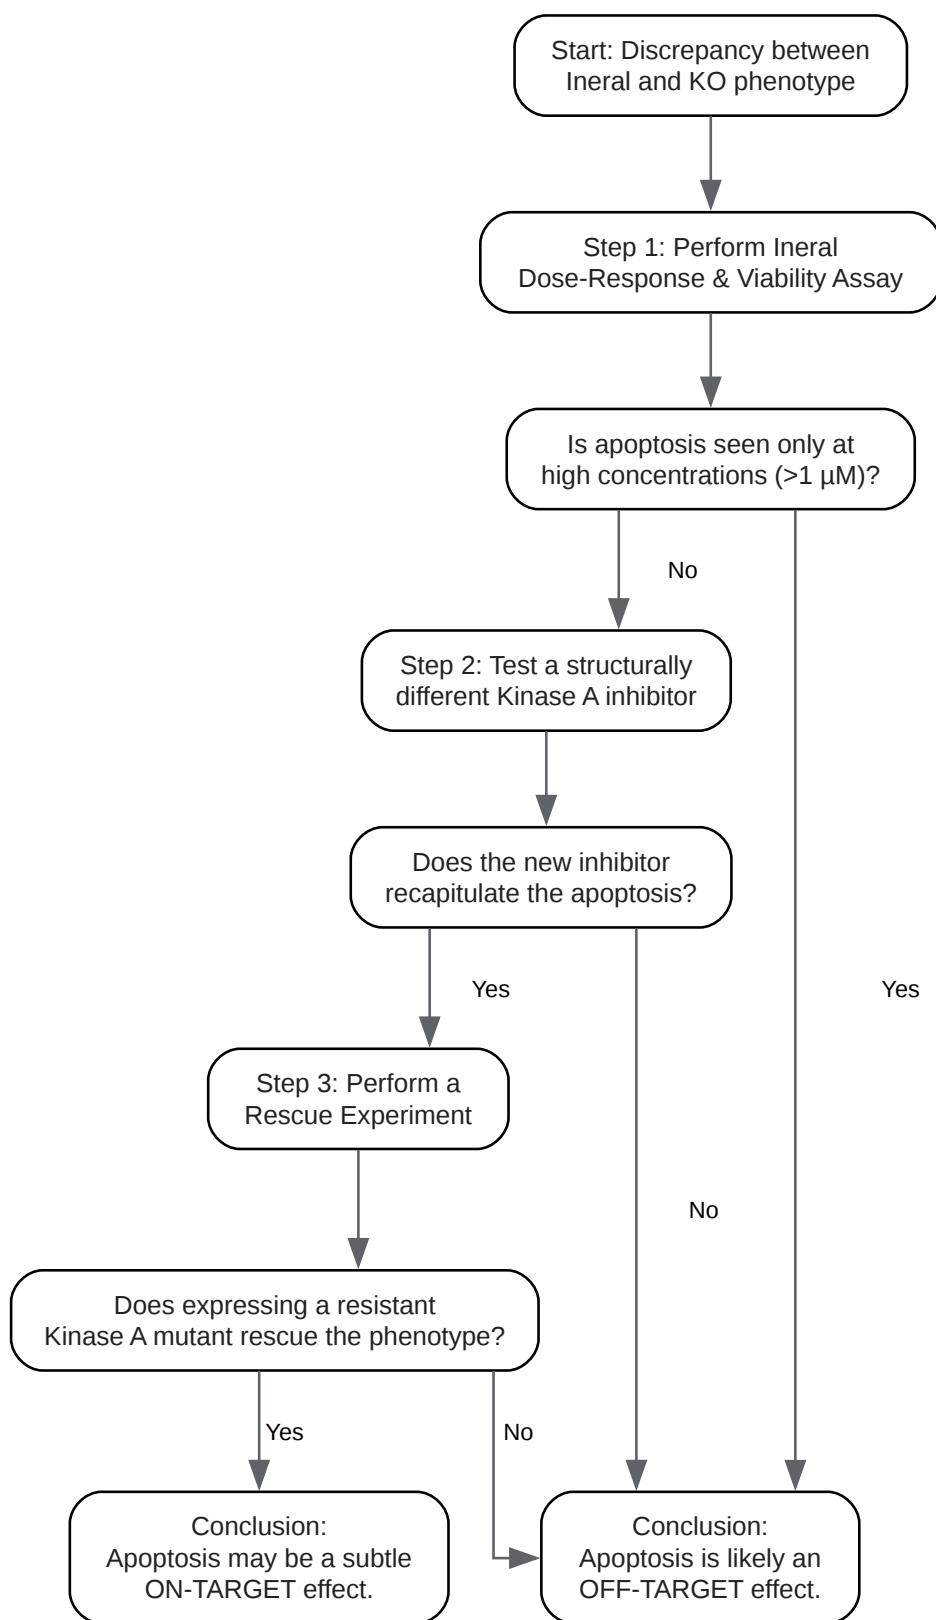 Start: Discrepancy between
Ineral and KO phenotype
Step 1: Perform Ineral
Dose-Response & Viability Assay
Is apoptosis seen only at
high concentrations (>1 µM)?
No
Step 2: Test a structurally
different Kinase A inhibitor
Does the new inhibitor
recapitulate the apoptosis?
Yes
Yes
Step 3: Perform a
Rescue Experiment
No
Does expressing a resistant
Kinase A mutant rescue the phenotype?
Yes
No
Conclusion:
Apoptosis may be a subtle
ON-TARGET effect.
Conclusion:
Apoptosis is likely an
OFF-TARGET effect.